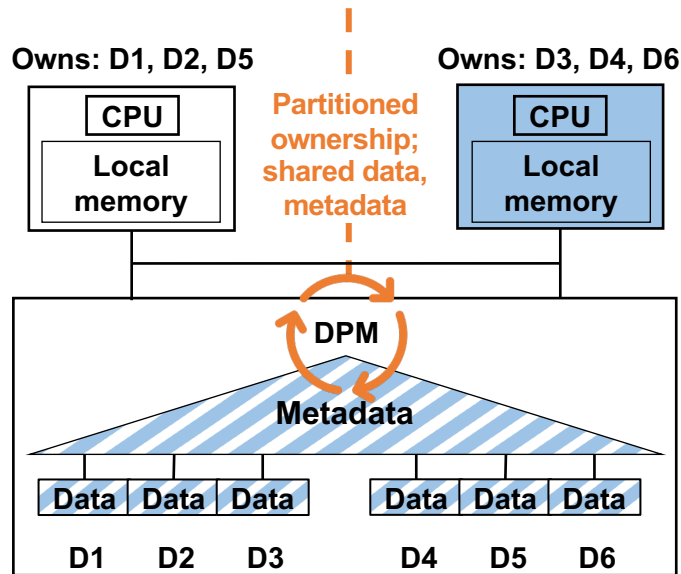 Owns: D1, D2, D5
Owns: D3, D4, D6
CPU
Local
memory
Partitioned
ownership;
shared data,
metadata
CPU
Local
memory
DPM
Metadata
Data Data Data Data Data Data
D1 D2 D3 D4 D5 D6